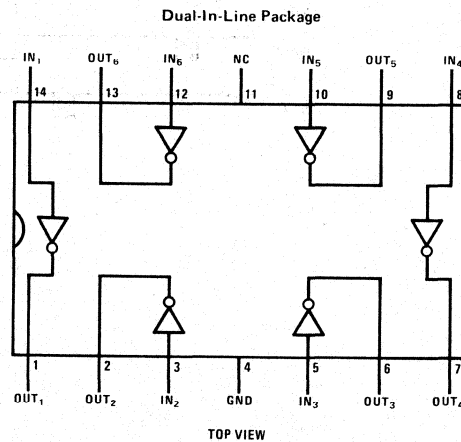 Dual-In-Line Package
IN₁ OUT₆ IN₆ NC IN₅ OUT₅ IN₄
14 13 12 11 10 9 8
1 2 3 4 5 6 7
OUT₁ OUT₂ IN₂ GND IN₃ OUT₃ OUT₄
TOP VIEW